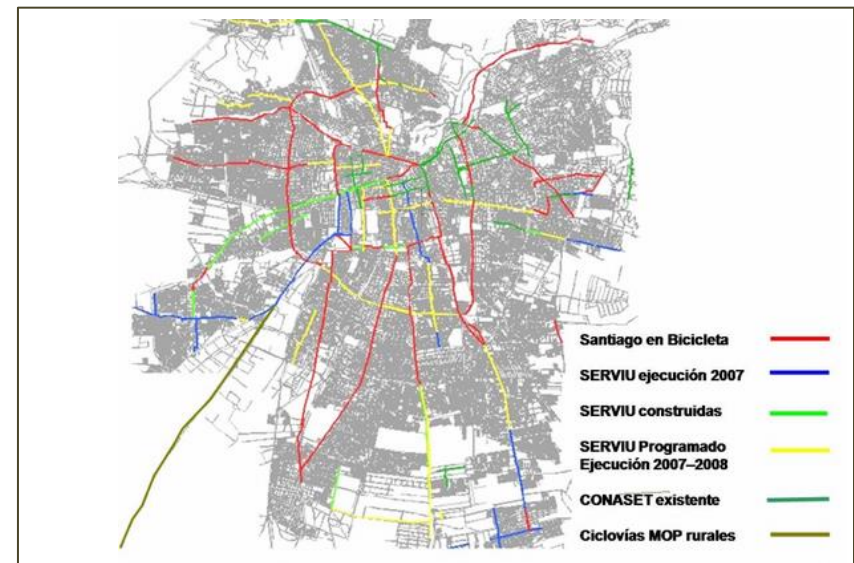 Santiago en Bicicleta
SERVIU ejecución 2007
SERVIU construidas
SERVIU Programado
Ejecución 2007–2008
CONASET existente
Ciclovías MOP rurales